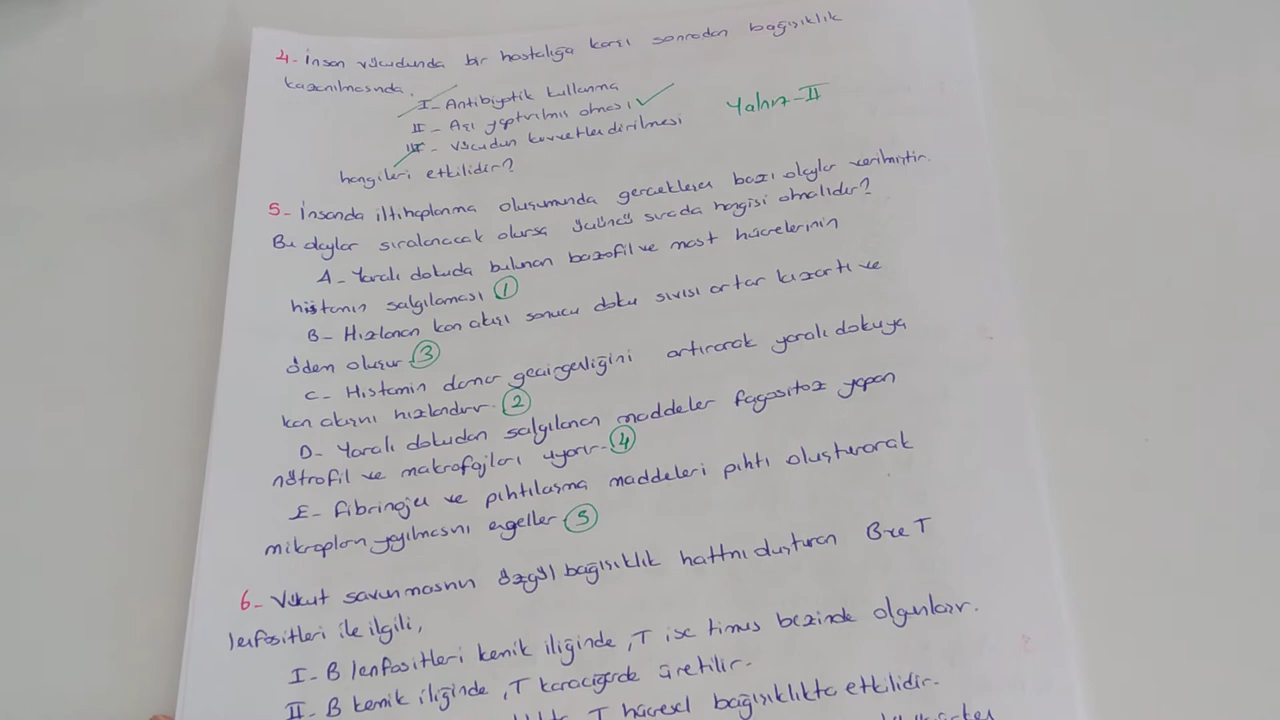 4- İnsan vücudunda bir hastalığa karşı sonradan bağışıklık
kazanılmasında,
I- Antibiyotik kullanma
II- Aşı yaptırılmış olması ✓
III- Vücudun kuvvetlendirilmesi
Yalnız-II
hangileri etkilidir?
5- İnsanda iltihaplanma oluşumunda gerçekleşen bazı olaylar verilmiştir.
Bu olaylar sıralanacak olursa üçüncü sırada hangisi olmalıdır?
A- Yaralı dokuda bulunan bazofil ve mast hücrelerinin
histamin salgılaması ①
B- Hızlanan kan akışı sonucu doku sıvısı artar kızartı ve
ödem oluşur ③
C- Histamin damar geçirgenliğini artırarak yaralı dokuya
kan akışını hızlandırır. ②
D- Yaralı dokudan salgılanan maddeler fagositoz yapan
nötrofil ve makrofajları uyarır. ④
E- fibrinojen ve pıhtılaşma maddeleri pıhtı oluşturarak
mikropların yayılmasını engeller ⑤
6- Vücut savunmasının özgül bağışıklık hattını oluşturan B ve T
lenfositleri ile ilgili,
I- B lenfositleri kemik iliğinde, T ise timus bezinde olgunlaşır.
II- B kemik iliğinde, T karaciğerde üretilir.
T hücresel bağışıklıkta etkilidir.